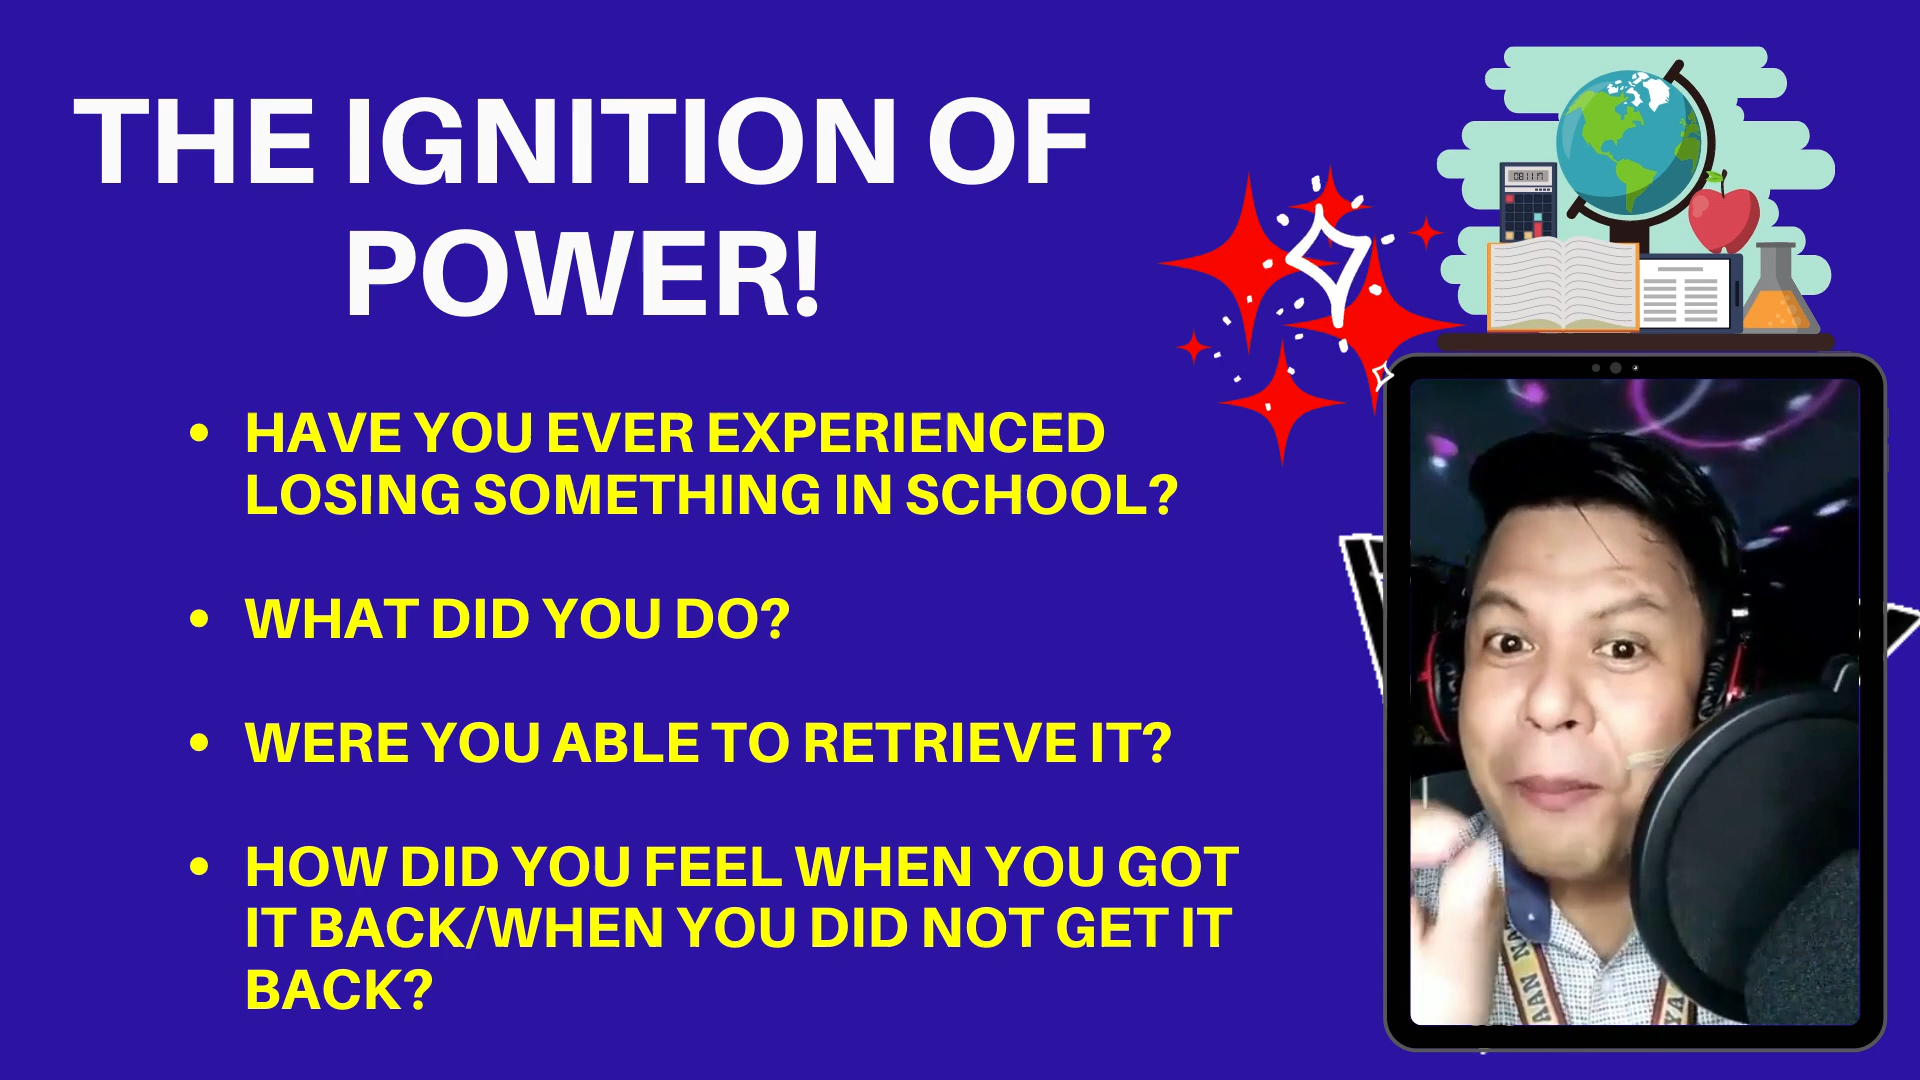 THE IGNITION OF
POWER!
08117
• HAVE YOU EVER EXPERIENCED
LOSING SOMETHING IN SCHOOL?
• WHAT DID YOU DO?
• WERE YOU ABLE TO RETRIEVE IT?
• HOW DID YOU FEEL WHEN YOU GOT
IT BACK/WHEN YOU DID NOT GET IT
BACK?